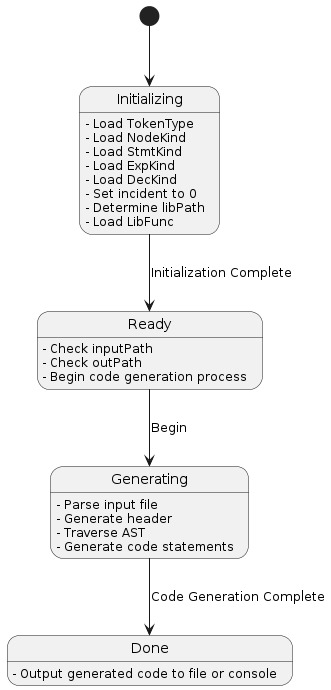 Initializing
- Load TokenType
- Load NodeKind
- Load StmtKind
- Load ExpKind
- Load DecKind
- Set incident to 0
- Determine libPath
- Load LibFunc
Initialization Complete
Ready
- Check inputPath
- Check outPath
- Begin code generation process
Begin
Generating
- Parse input file
- Generate header
- Traverse AST
- Generate code statements
Code Generation Complete
Done
- Output generated code to file or console